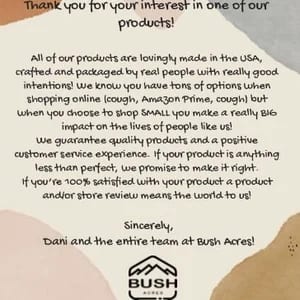 Thank you for your interest in one of our
products!
All of our products are lovingly made in the USA,
crafted and packaged by real people with really good
intentions! We know you have tons of options when
shopping online (cough, Amazon Prime, cough) but
when you choose to shop SMALL you make a really BIG
impact on the lives of people like us!
We guarantee quality products and a positive
customer service experience. If your product is anything
less than perfect, we promise to make it right.
If you're 100% satisfied with your product a product
and/or store review means the world to us!
Sincerely,
Dani and the entire team at Bush Acres!
BUSH
ACRES